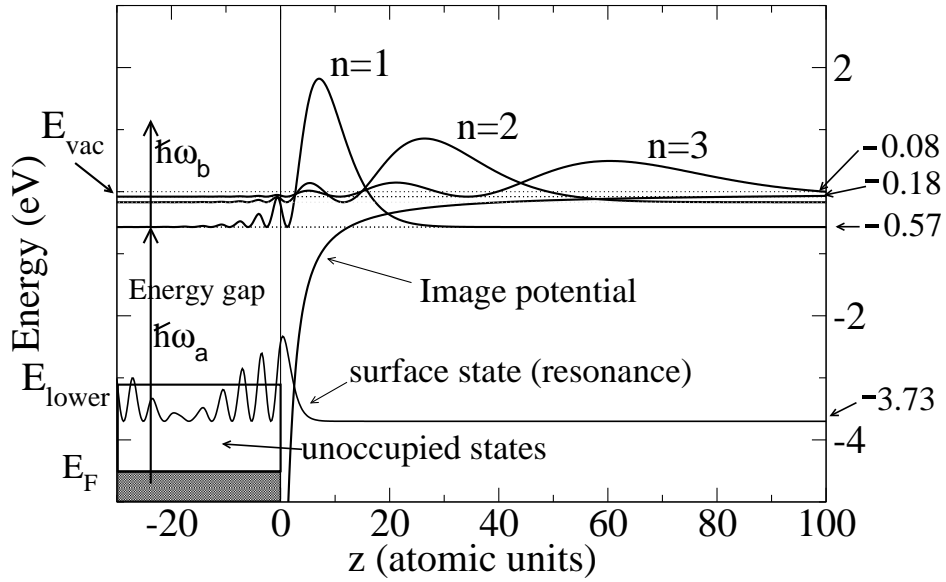 n=1
n=2
n=3
E_vac
ℏω_b
Energy (eV)
Energy gap
ℏω_a
Image potential
surface state (resonance)
E_lower
unoccupied states
E_F
2
−0.08
−0.18
−0.57
-2
−3.73
-4
-20 0 20 40 60 80 100
z (atomic units)